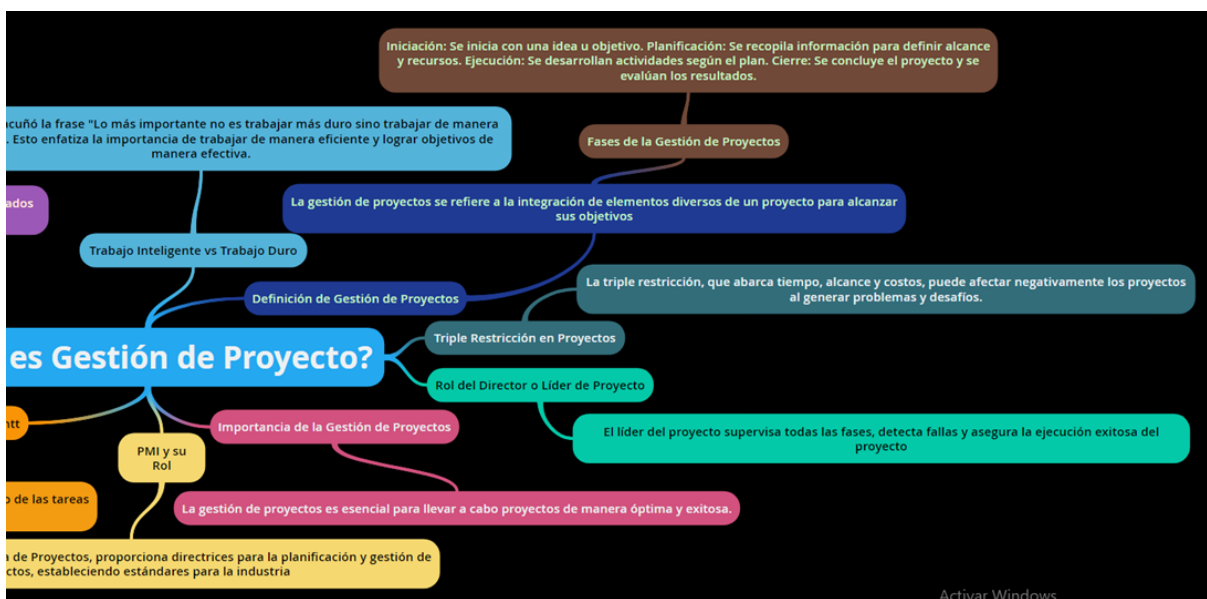 Iniciación: Se inicia con una idea u objetivo. Planificación: Se recopila información para definir alcance
y recursos. Ejecución: Se desarrollan actividades según el plan. Cierre: Se concluye el proyecto y se
evalúan los resultados.
acuñó la frase "Lo más importante no es trabajar más duro sino trabajar de manera
. Esto enfatiza la importancia de trabajar de manera eficiente y lograr objetivos de
manera efectiva.
Fases de la Gestión de Proyectos
ados
La gestión de proyectos se refiere a la integración de elementos diversos de un proyecto para alcanzar
sus objetivos
Trabajo Inteligente vs Trabajo Duro
Definición de Gestión de Proyectos
La triple restricción, que abarca tiempo, alcance y costos, puede afectar negativamente los proyectos
al generar problemas y desafíos.
Triple Restricción en Proyectos
es Gestión de Proyecto?
Rol del Director o Líder de Proyecto
ntt
Importancia de la Gestión de Proyectos
El líder del proyecto supervisa todas las fases, detecta fallas y asegura la ejecución exitosa del
proyecto
PMI y su
Rol
o de las tareas
La gestión de proyectos es esencial para llevar a cabo proyectos de manera óptima y exitosa.
a de Proyectos, proporciona directrices para la planificación y gestión de
ctos, estableciendo estándares para la industria
Activar Windows